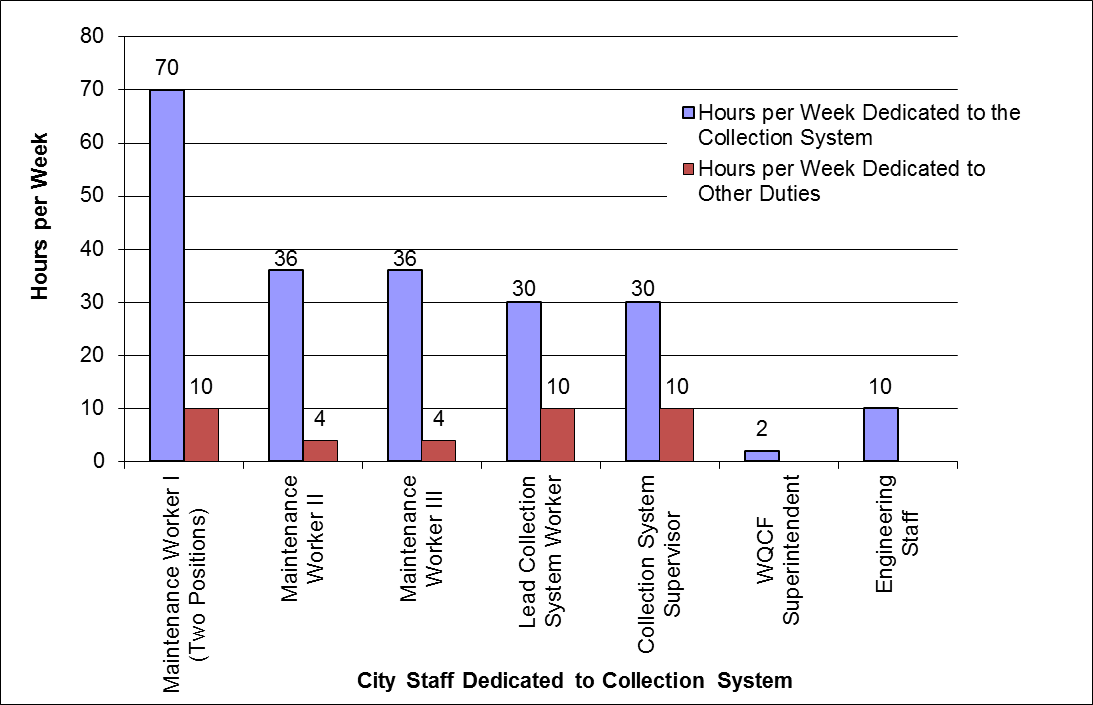 80
70
60
50
40
30
20
10
0
Hours per Week
70
10
36
4
36
4
30
10
30
10
2
10
Hours per Week Dedicated to the
Collection System
Hours per Week Dedicated to
Other Duties
Maintenance Worker I
(Two Positions)
Maintenance
Worker II
Maintenance
Worker III
Lead Collection
System Worker
Collection System
Supervisor
WQCF
Superintendent
Engineering
Staff
City Staff Dedicated to Collection System